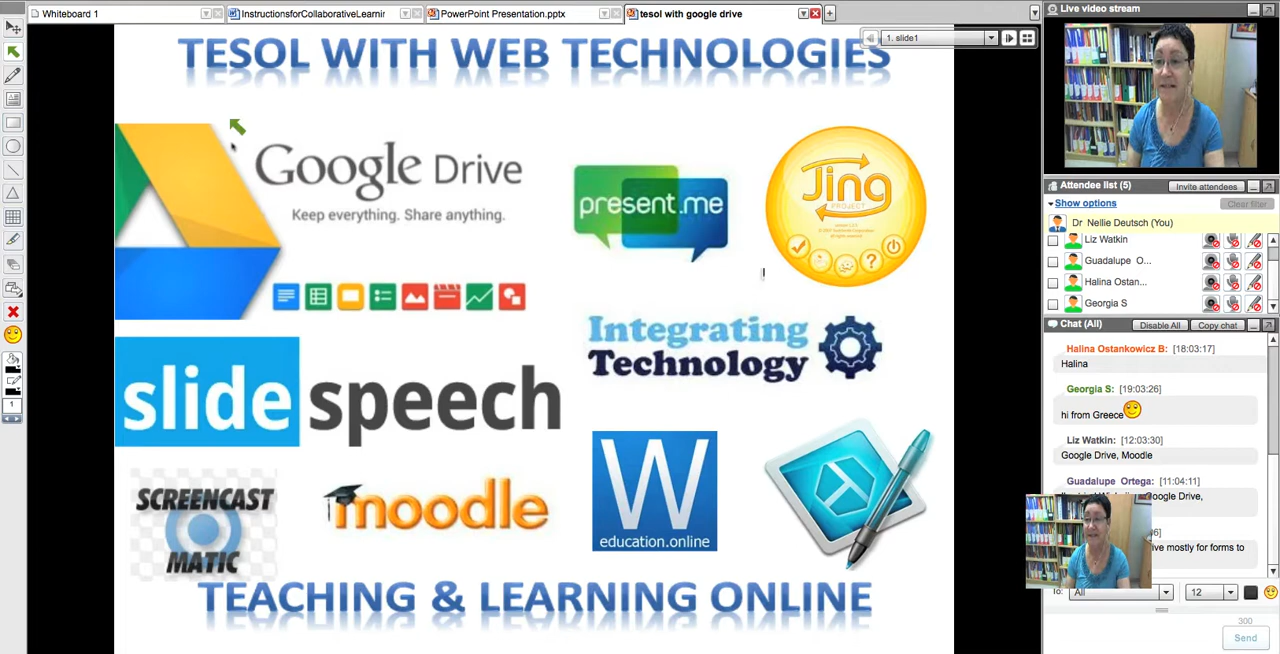 Whiteboard 1
InstructionsforCollaborativeLearnir
PowerPoint Presentation.pptx
tesol with google drive
1. slide1
TESOL WITH WEB TECHNOLOGIES
Google Drive
Keep everything. Share anything.
present.me
Jing
PROJECT
Integrating
Technology
slide speech
SCREENCAST
MATIC
moodle
W
education.online
TEACHING & LEARNING ONLINE
1
Live video stream
Attendee list (5)
Invite attendees
Show options
Clear filter
Dr Nellie Deutsch (You)
Liz Watkin
Guadalupe O...
Halina Ostan...
Georgia S
Chat (All)
Disable All
Copy chat
Halina Ostankowicz B: [18:03:17]
Halina
Georgia S: [19:03:26]
hi from Greece
Liz Watkin: [12:03:30]
Google Drive, Moodle
Guadalupe Ortega: [11:04:11]
Google Drive,
mostly for forms to
To: All
12
300
Send